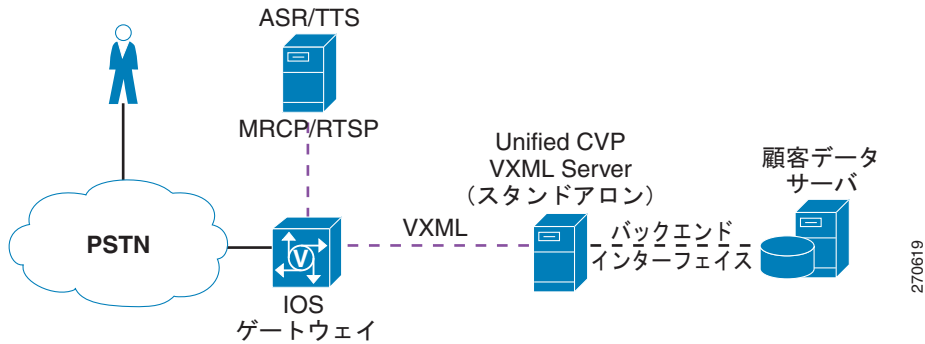 ASR/TTS
MRCP/RTSP
Unified CVP
VXML Server
（スタンドアロン）
顧客データ
サーバ
PSTN
VXML
バックエンド
インターフェイス
IOS
ゲートウェイ
V
270619